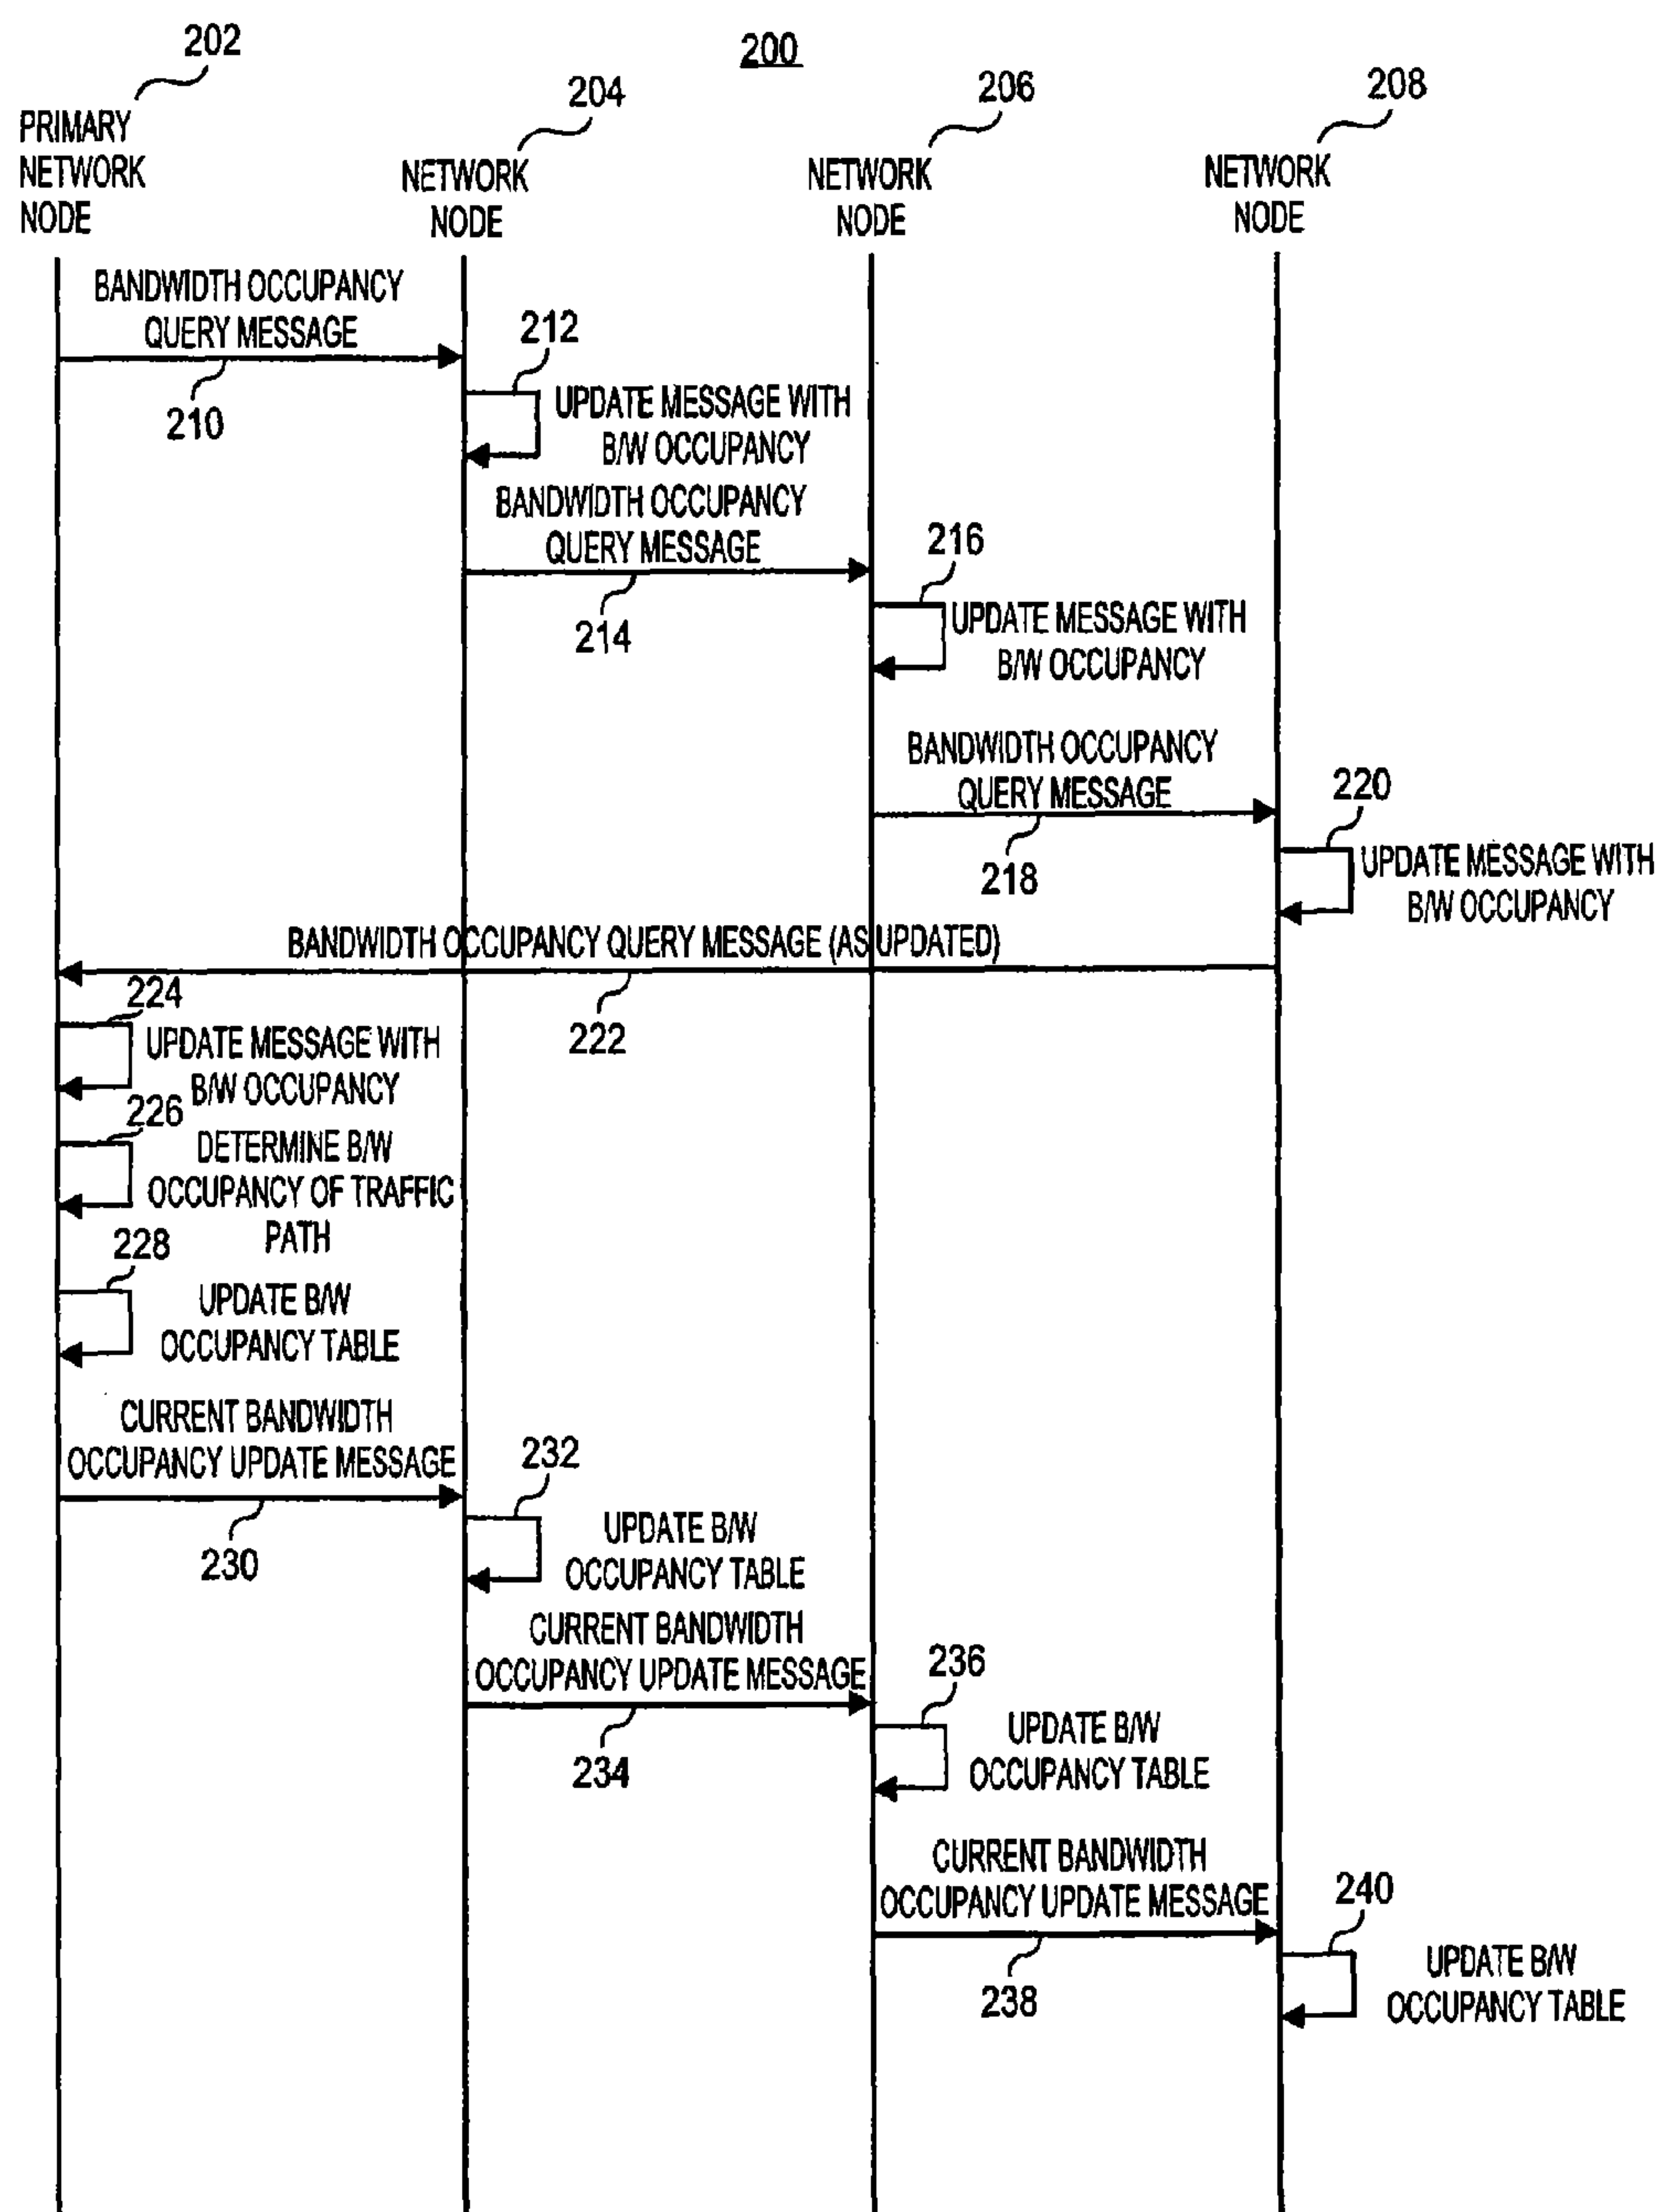 202
200
204
206
208
PRIMARY
NETWORK
NODE
NETWORK
NODE
NETWORK
NODE
NETWORK
NODE
BANDWIDTH OCCUPANCY
QUERY MESSAGE
210
212
UPDATE MESSAGE WITH
B/W OCCUPANCY
BANDWIDTH OCCUPANCY
QUERY MESSAGE
214
216
UPDATE MESSAGE WITH
B/W OCCUPANCY
BANDWIDTH OCCUPANCY
QUERY MESSAGE
218
220
UPDATE MESSAGE WITH
B/W OCCUPANCY
BANDWIDTH OCCUPANCY QUERY MESSAGE (AS UPDATED)
222
224
UPDATE MESSAGE WITH
B/W OCCUPANCY
226
DETERMINE B/W
OCCUPANCY OF TRAFFIC
PATH
228
UPDATE B/W
OCCUPANCY TABLE
CURRENT BANDWIDTH
OCCUPANCY UPDATE MESSAGE
230
232
UPDATE B/W
OCCUPANCY TABLE
CURRENT BANDWIDTH
OCCUPANCY UPDATE MESSAGE
234
236
UPDATE B/W
OCCUPANCY TABLE
CURRENT BANDWIDTH
OCCUPANCY UPDATE MESSAGE
238
240
UPDATE B/W
OCCUPANCY TABLE